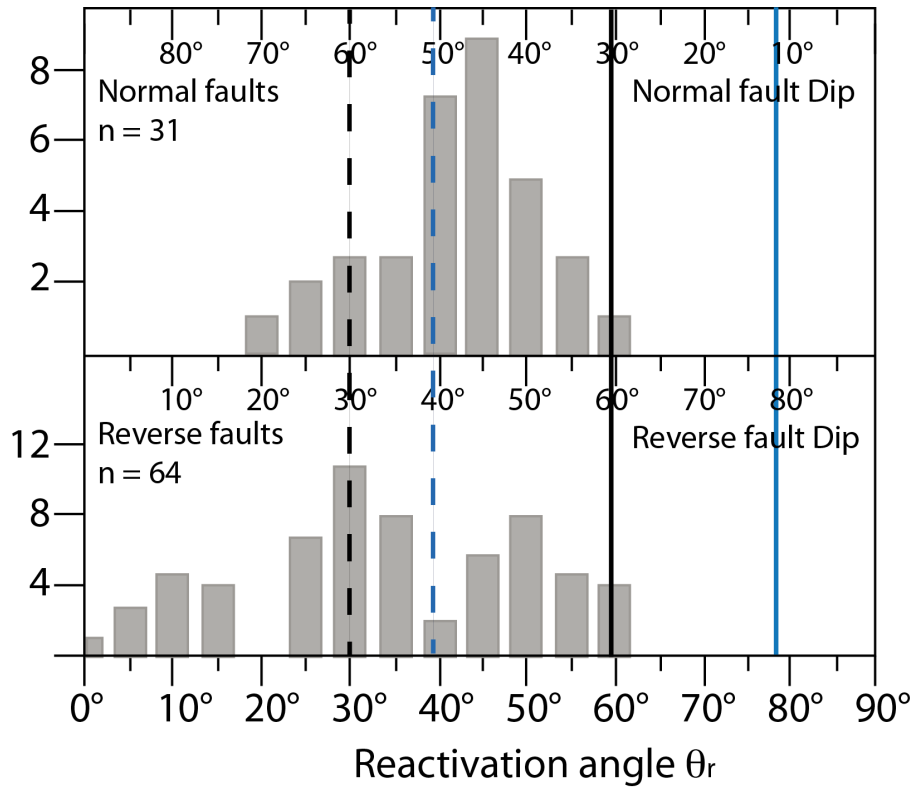 80° 70° 60° 50° 40° 30° 20° 10°
8
Normal faults
Normal fault Dip
n = 31
6
4
2
10° 20° 30° 40° 50° 60° 70° 80°
Reverse faults
Reverse fault Dip
12
n = 64
8
4
0° 10° 20° 30° 40° 50° 60° 70° 80° 90°
Reactivation angle θr